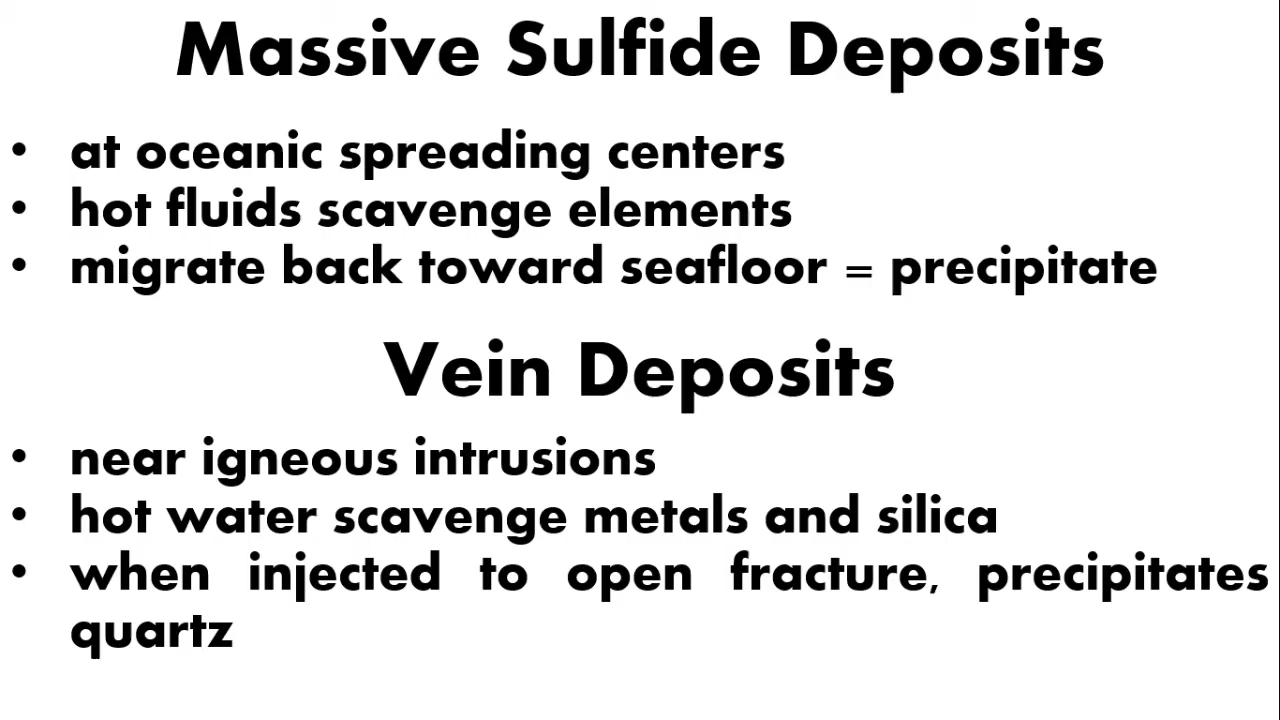 Massive Sulfide Deposits
• at oceanic spreading centers
• hot fluids scavenge elements
• migrate back toward seafloor = precipitate
Vein Deposits
• near igneous intrusions
• hot water scavenge metals and silica
• when injected to open fracture, precipitates
quartz